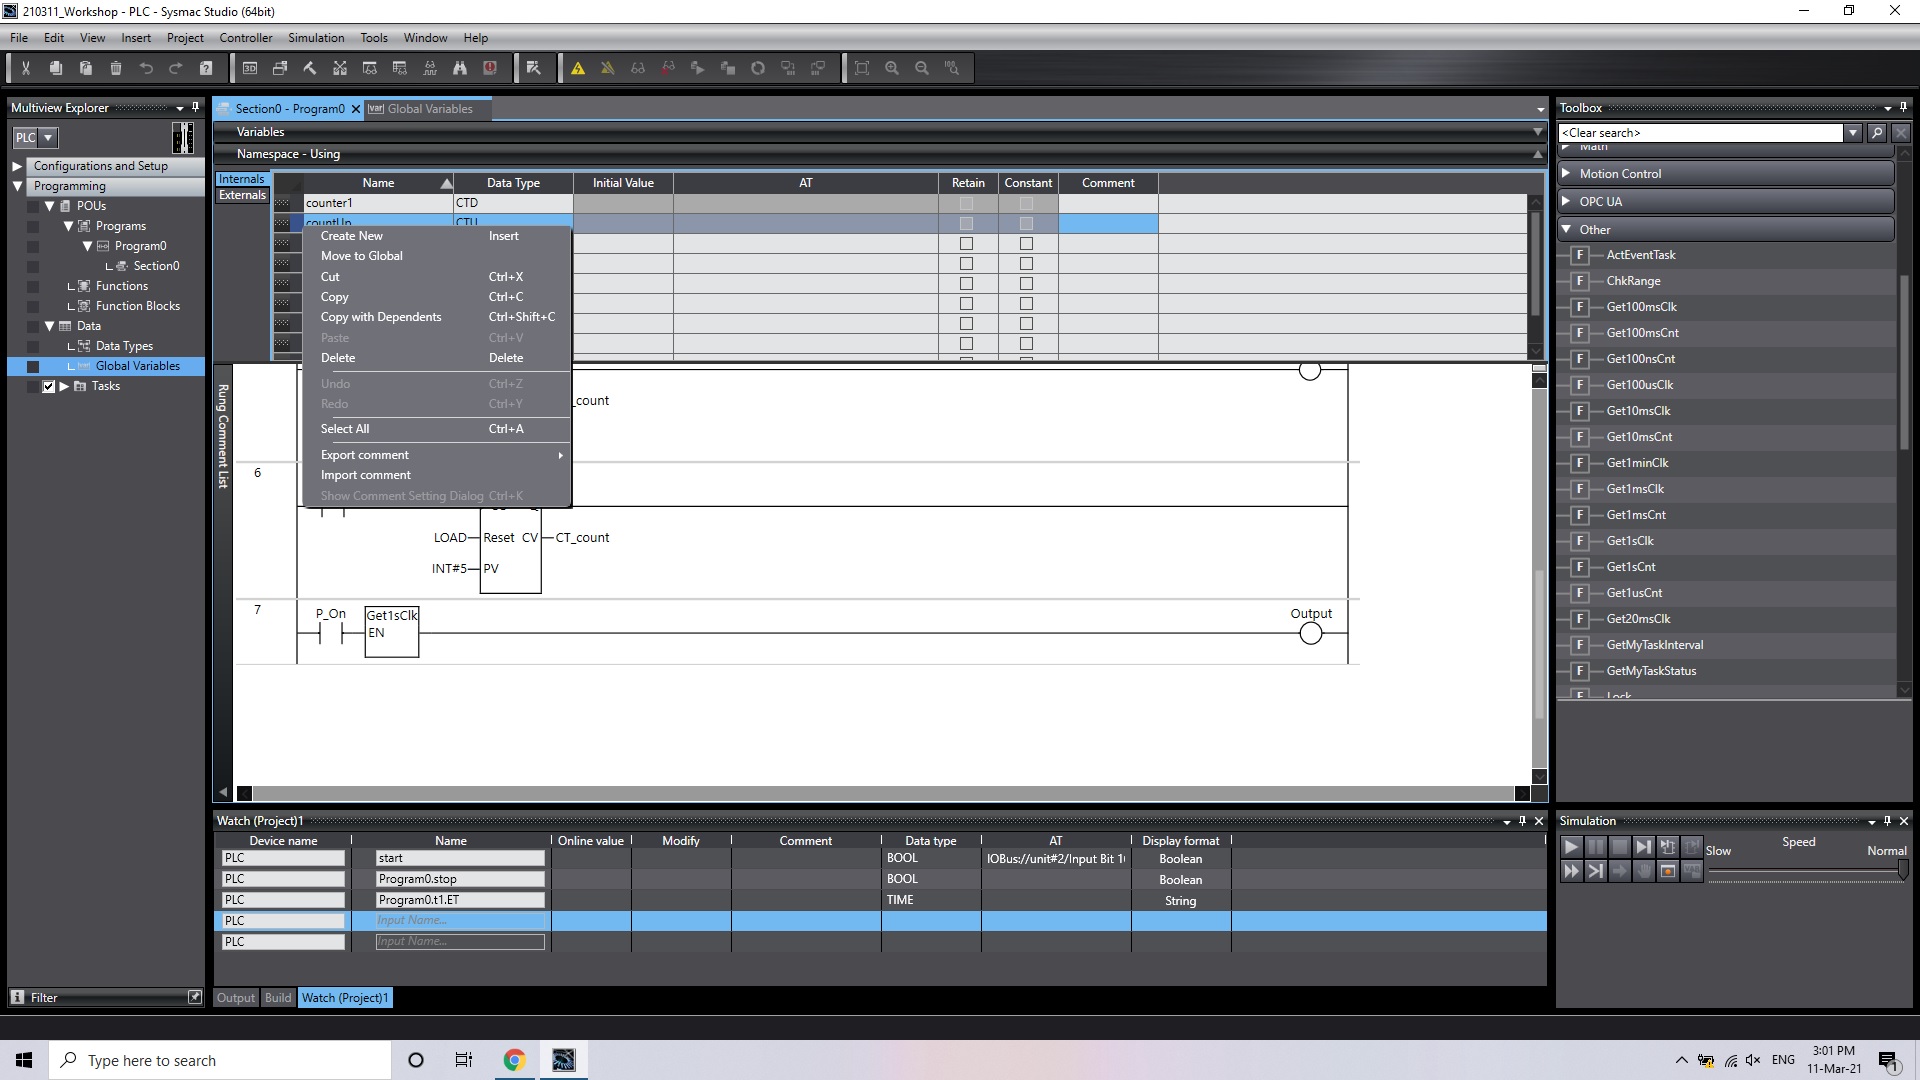 210311_Workshop - PLC - Sysmac Studio (64bit)
File Edit View Insert Project Controller Simulation Tools Window Help
Multiview Explorer
PLC
Configurations and Setup
Programming
POUs
Programs
Program0
Section0
Functions
Function Blocks
Data
Data Types
Global Variables
Tasks
Filter
Section0 - Program0
Global Variables
Variables
Namespace - Using
Internals
Externals
Name Data Type Initial Value AT Retain Constant Comment
counter1 CTD
countUp CTU
Create New Insert
Move to Global
Cut Ctrl+X
Copy Ctrl+C
Copy with Dependents Ctrl+Shift+C
Paste Ctrl+V
Delete Delete
Undo Ctrl+Z
Redo Ctrl+Y
Select All Ctrl+A
Export comment
Import comment
Show Comment Setting Dialog Ctrl+K
Rung Comment List
_count
6
LOAD Reset CV CT_count
INT#5 PV
7
P_On Get1sClk Output
EN
Watch (Project)1
Device name Name Online value Modify Comment Data type AT Display format
PLC start BOOL IOBus://unit#2/Input Bit 1 Boolean
PLC Program0.stop BOOL Boolean
PLC Program0.t1.ET TIME String
PLC Input Name...
PLC Input Name...
Output Build Watch (Project)1
Toolbox
<Clear search>
Math
Motion Control
OPC UA
Other
F ActEventTask
F ChkRange
F Get100msClk
F Get100msCnt
F Get100nsCnt
F Get100usClk
F Get10msClk
F Get10msCnt
F Get1minClk
F Get1msClk
F Get1msCnt
F Get1sClk
F Get1sCnt
F Get1usCnt
F Get20msClk
F GetMyTaskInterval
F GetMyTaskStatus
F Lock
Simulation
Speed
Slow Normal
Type here to search
ENG
3:01 PM
11-Mar-21
1